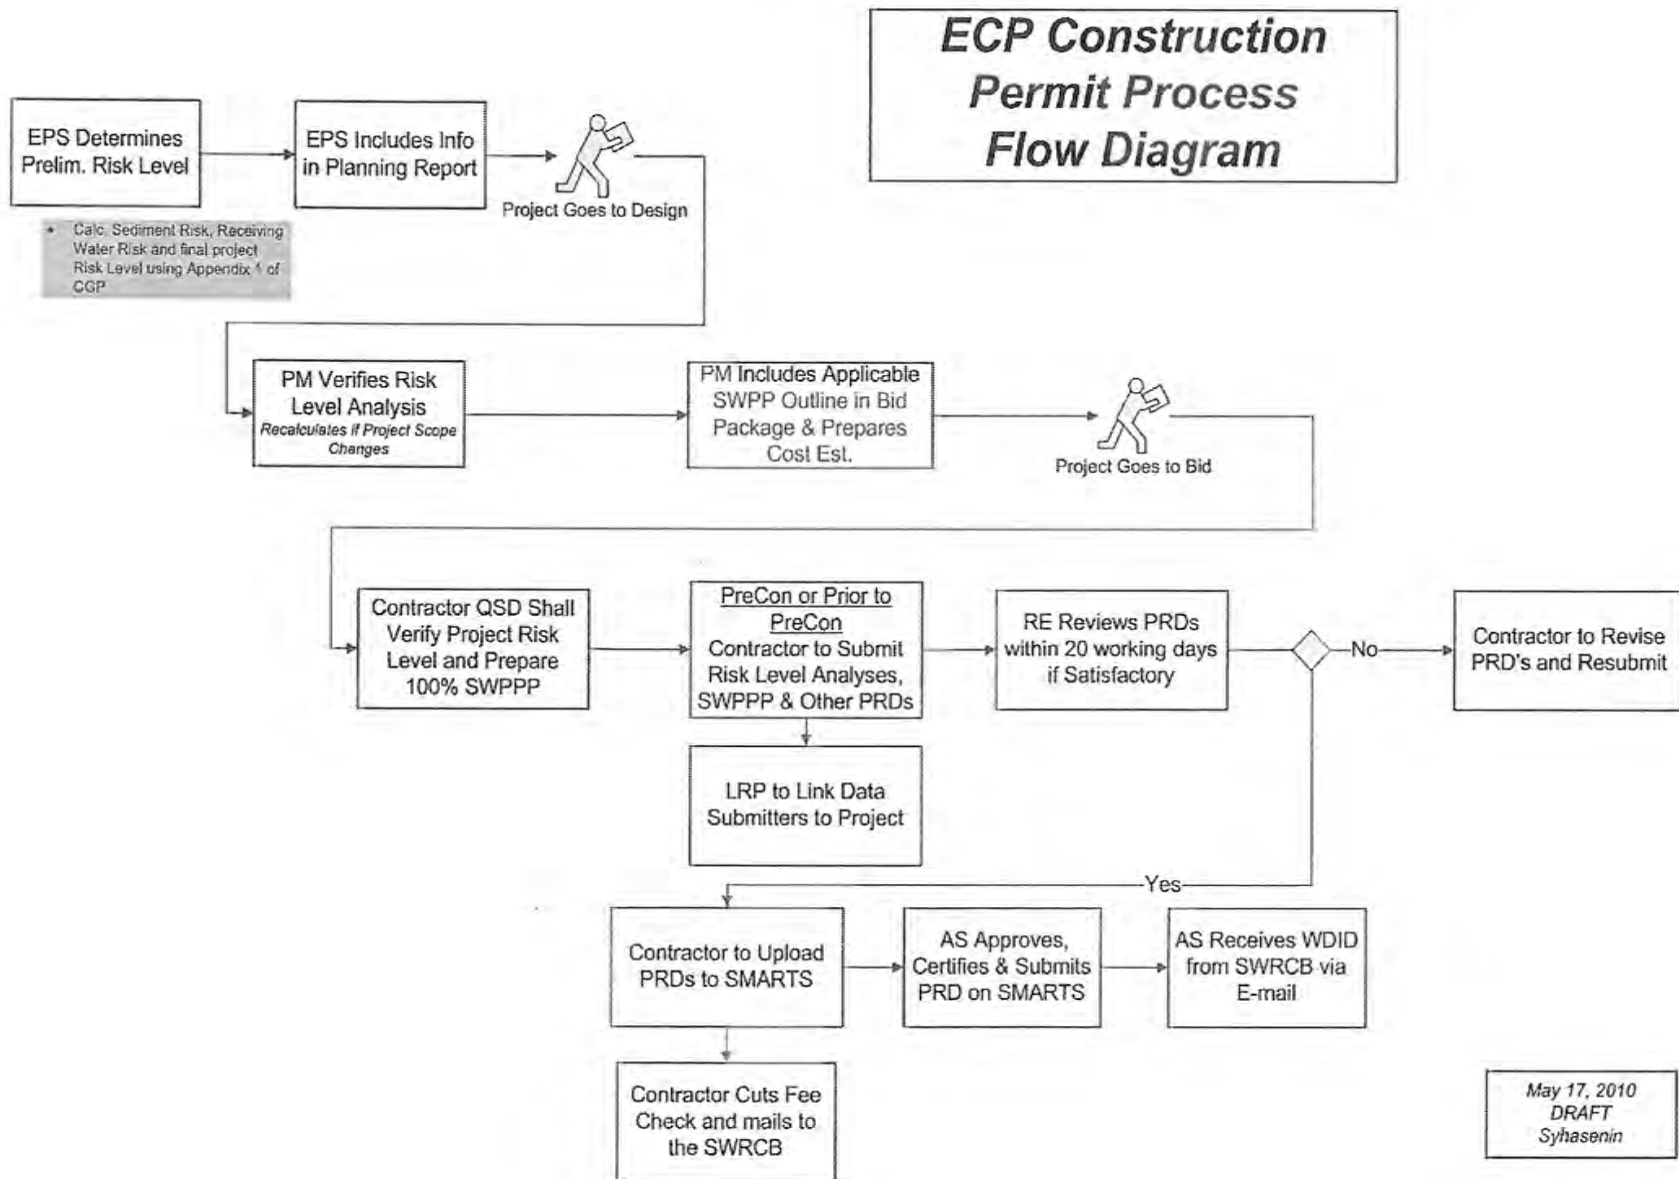 ECP Construction
Permit Process
Flow Diagram
EPS Determines
Prelim. Risk Level
EPS Includes Info
in Planning Report
Project Goes to Design
• Calc. Sediment Risk, Receiving
Water Risk and final project
Risk Level using Appendix 1 of
CGP
PM Verifies Risk
Level Analysis
Recalculates if Project Scope
Changes
PM Includes Applicable
SWPP Outline in Bid
Package & Prepares
Cost Est.
Project Goes to Bid
Contractor QSD Shall
Verify Project Risk
Level and Prepare
100% SWPPP
PreCon or Prior to
PreCon
Contractor to Submit
Risk Level Analyses,
SWPPP & Other PRDs
RE Reviews PRDs
within 20 working days
if Satisfactory
No
Contractor to Revise
PRD's and Resubmit
LRP to Link Data
Submitters to Project
Yes
Contractor to Upload
PRDs to SMARTS
AS Approves,
Certifies & Submits
PRD on SMARTS
AS Receives WDID
from SWRCB via
E-mail
Contractor Cuts Fee
Check and mails to
the SWRCB
May 17, 2010
DRAFT
Syhasenin